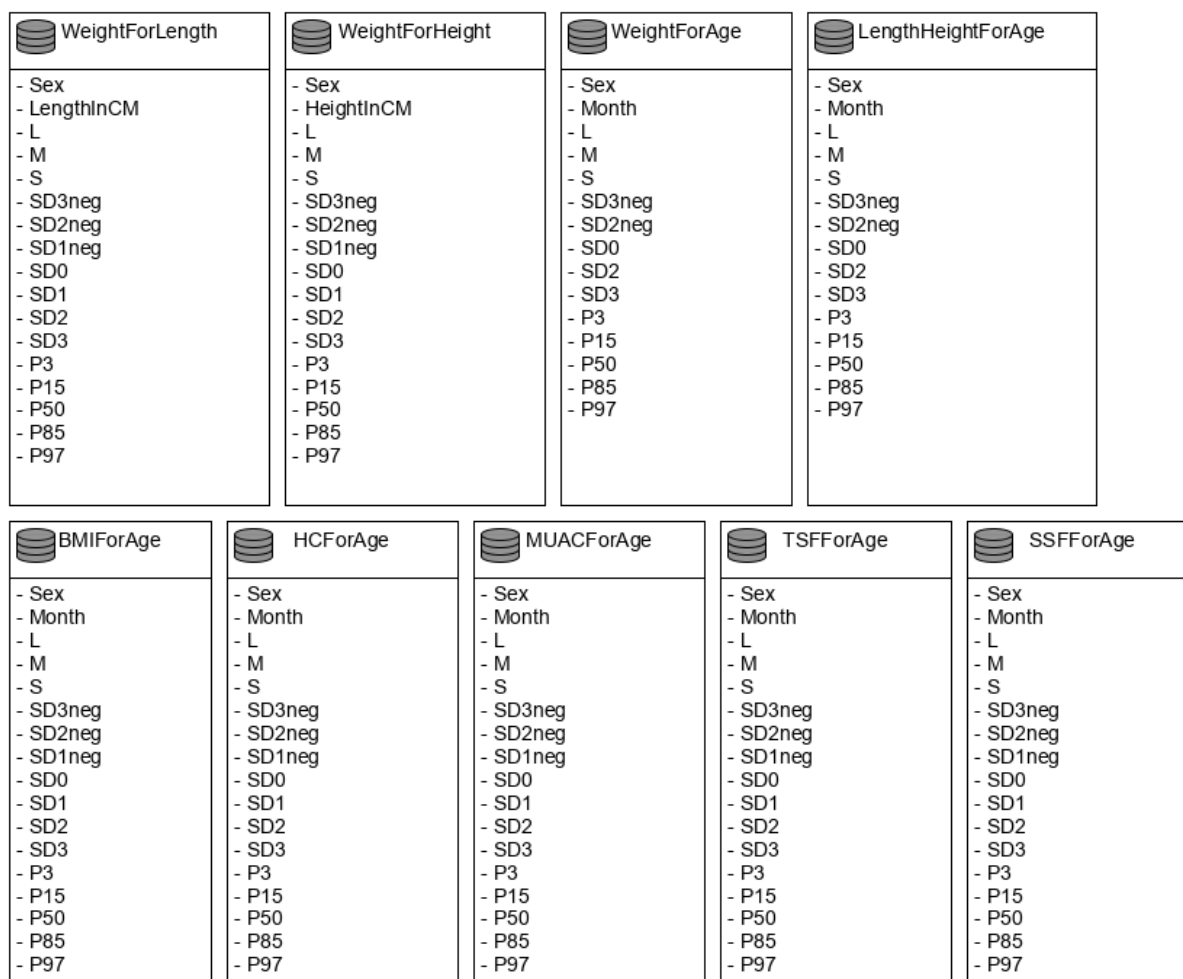 WeightForLength
- Sex
- LengthInCM
- L
- M
- S
- SD3neg
- SD2neg
- SD1neg
- SD0
- SD1
- SD2
- SD3
- P3
- P15
- P50
- P85
- P97
WeightForHeight
- Sex
- HeightInCM
- L
- M
- S
- SD3neg
- SD2neg
- SD1neg
- SD0
- SD1
- SD2
- SD3
- P3
- P15
- P50
- P85
- P97
WeightForAge
- Sex
- Month
- L
- M
- S
- SD3neg
- SD2neg
- SD0
- SD2
- SD3
- P3
- P15
- P50
- P85
- P97
LengthHeightForAge
- Sex
- Month
- L
- M
- S
- SD3neg
- SD2neg
- SD0
- SD2
- SD3
- P3
- P15
- P50
- P85
- P97
BMIForAge
- Sex
- Month
- L
- M
- S
- SD3neg
- SD2neg
- SD1neg
- SD0
- SD1
- SD2
- SD3
- P3
- P15
- P50
- P85
- P97
HCForAge
- Sex
- Month
- L
- M
- S
- SD3neg
- SD2neg
- SD1neg
- SD0
- SD1
- SD2
- SD3
- P3
- P15
- P50
- P85
- P97
MUACForAge
- Sex
- Month
- L
- M
- S
- SD3neg
- SD2neg
- SD1neg
- SD0
- SD1
- SD2
- SD3
- P3
- P15
- P50
- P85
- P97
TSFForAge
- Sex
- Month
- L
- M
- S
- SD3neg
- SD2neg
- SD1neg
- SD0
- SD1
- SD2
- SD3
- P3
- P15
- P50
- P85
- P97
SSFForAge
- Sex
- Month
- L
- M
- S
- SD3neg
- SD2neg
- SD1neg
- SD0
- SD1
- SD2
- SD3
- P3
- P15
- P50
- P85
- P97